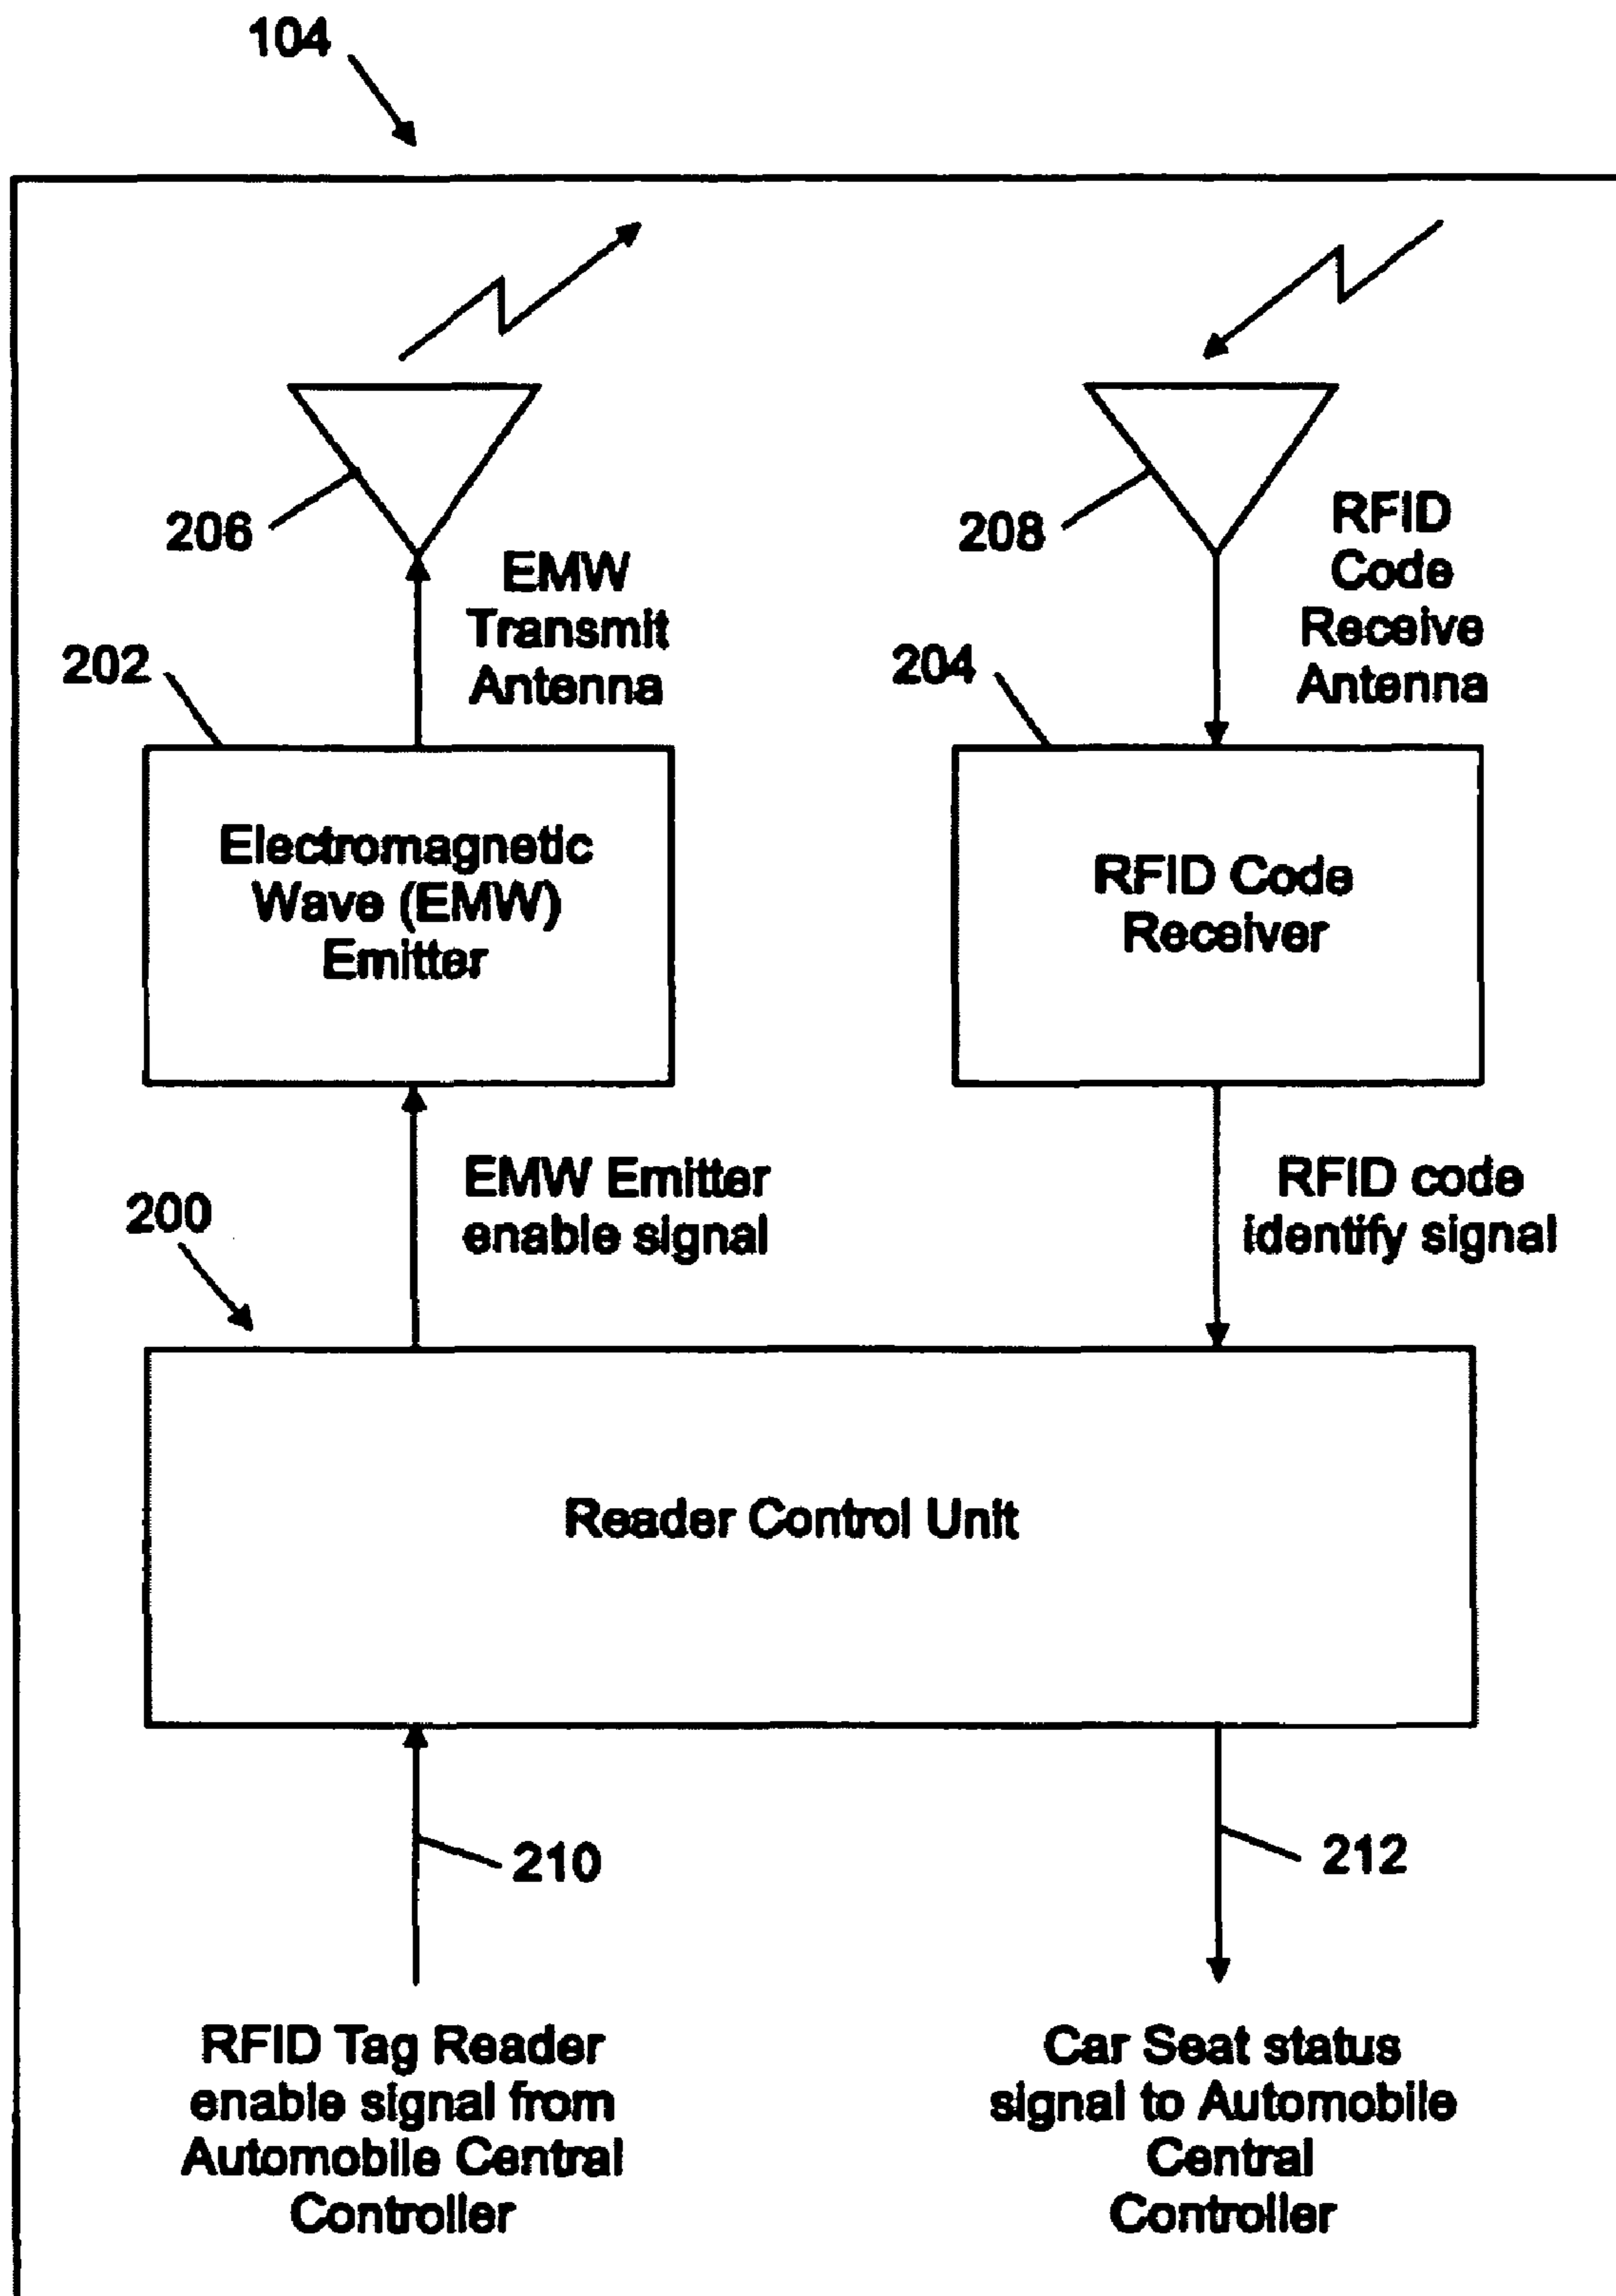 104
206
EMW
Transmit
Antenna
208
RFID
Code
Receive
Antenna
202
204
Electromagnetic
Wave (EMW)
Emitter
RFID Code
Receiver
200
EMW Emitter
enable signal
RFID code
identify signal
Reader Control Unit
210
212
RFID Tag Reader
enable signal from
Automobile Central
Controller
Car Seat status
signal to Automobile
Central
Controller